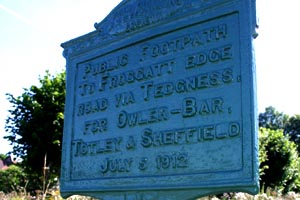 PUBLIC FOOTPATH
TO FROGGATT EDGE
ROAD VIA TEDGNESS.
FOR OWLER-BAR,
TOTLEY & SHEFFIELD
JULY 5 1912